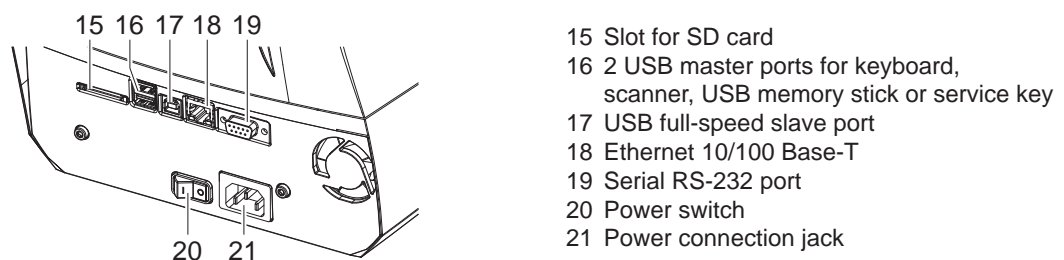 15 16 17 18 19
20 21
15 Slot for SD card
16 2 USB master ports for keyboard,
scanner, USB memory stick or service key
17 USB full-speed slave port
18 Ethernet 10/100 Base-T
19 Serial RS-232 port
20 Power switch
21 Power connection jack